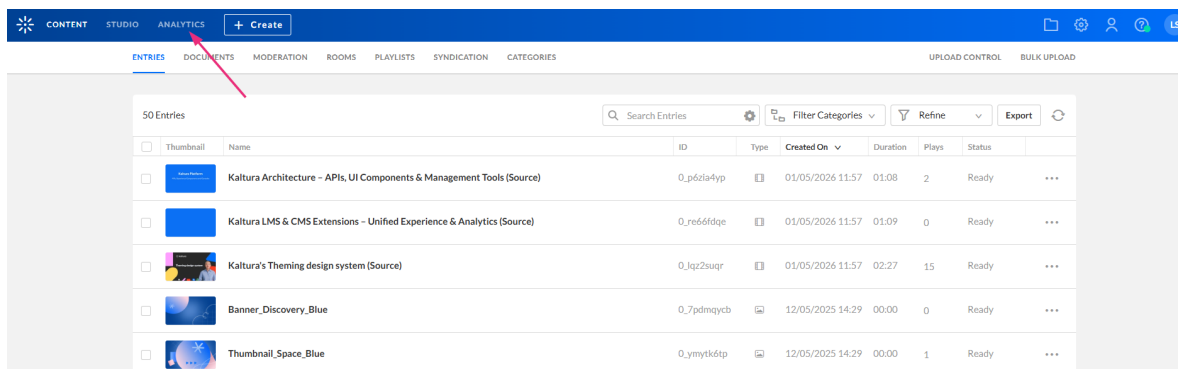 CONTENT STUDIO ANALYTICS + Create LS
ENTRIES DOCUMENTS MODERATION ROOMS PLAYLISTS SYNDICATION CATEGORIES UPLOAD CONTROL BULK UPLOAD
50 Entries Search Entries Filter Categories Refine Export
Thumbnail Name ID Type Created On Duration Plays Status
Kaltura Architecture – APIs, UI Components & Management Tools (Source) 0_p6zia4yp 01/05/2026 11:57 01:08 2 Ready
Kaltura LMS & CMS Extensions – Unified Experience & Analytics (Source) 0_re66fdqe 01/05/2026 11:57 01:09 0 Ready
Kaltura's Theming design system (Source) 0_lqz2suqr 01/05/2026 11:57 02:27 15 Ready
Banner_Discovery_Blue 0_7pdmqycb 12/05/2025 14:29 00:00 0 Ready
Thumbnail_Space_Blue 0_ymytk6tp 12/05/2025 14:29 00:00 1 Ready